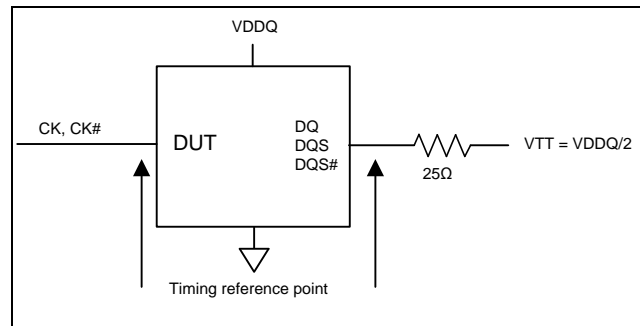 VDDQ
CK, CK#
DUT
DQ
DQS
DQS#
VTT = VDDQ/2
25Ω
Timing reference point